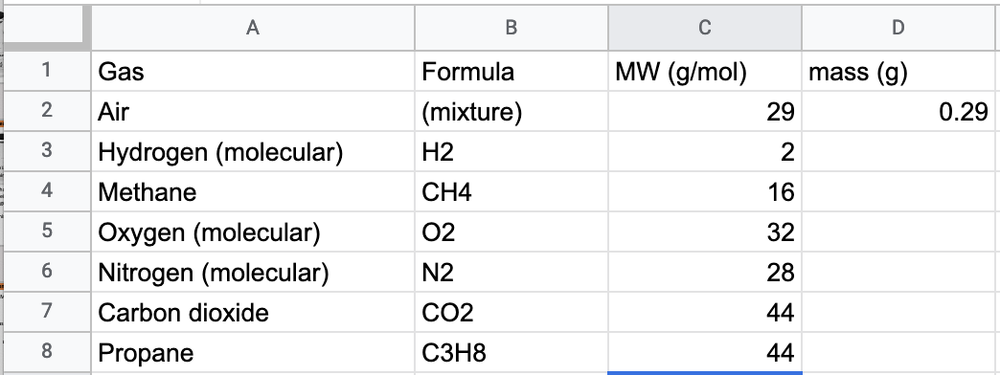 A B C D
1 Gas Formula MW (g/mol) mass (g)
2 Air (mixture) 29 0.29
3 Hydrogen (molecular) H2 2
4 Methane CH4 16
5 Oxygen (molecular) O2 32
6 Nitrogen (molecular) N2 28
7 Carbon dioxide CO2 44
8 Propane C3H8 44